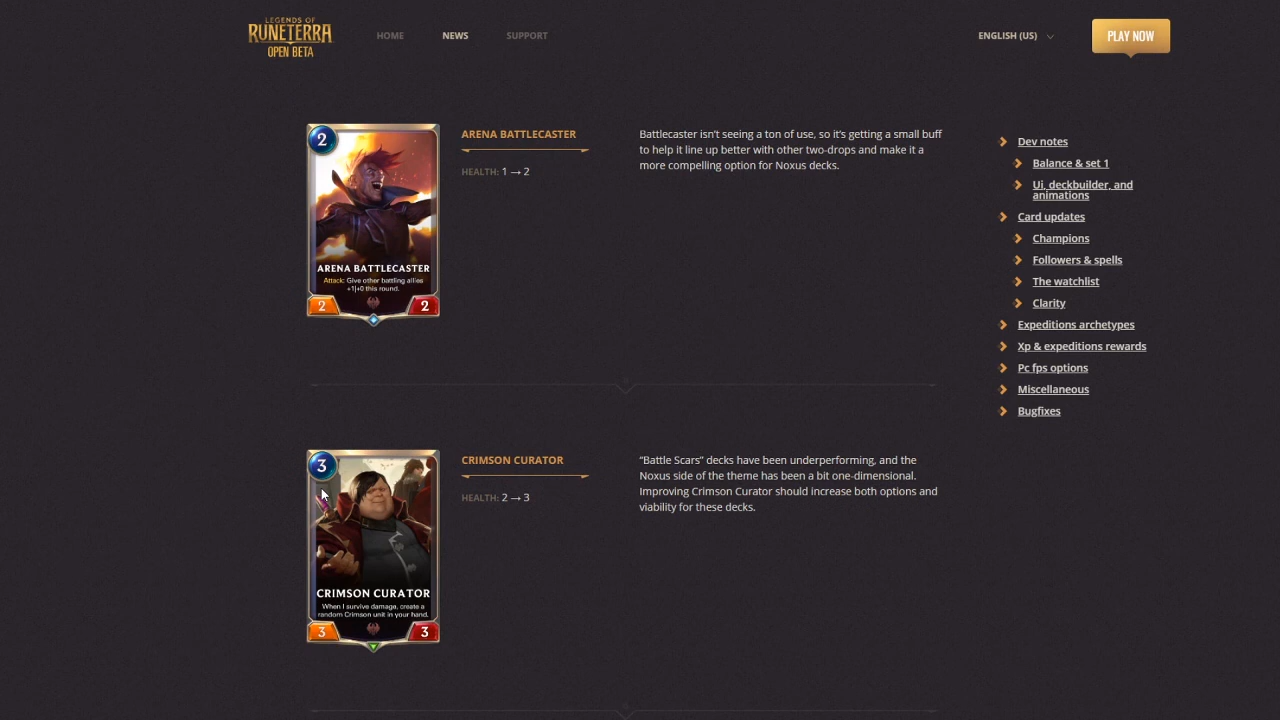 LEGENDS OF
RUNETERRA
OPEN BETA
HOME
NEWS
SUPPORT
ENGLISH (US)
PLAY NOW
2
ARENA BATTLECASTER
Attack: Give other battling allies
+1|+0 this round.
2
2
ARENA BATTLECASTER
HEALTH: 1 → 2
Battlecaster isn't seeing a ton of use, so it's getting a small buff
to help it line up better with other two-drops and make it a
more compelling option for Noxus decks.
3
CRIMSON CURATOR
When I survive damage, create a
random Crimson unit in your hand.
3
3
CRIMSON CURATOR
HEALTH: 2 → 3
“Battle Scars” decks have been underperforming, and the
Noxus side of the theme has been a bit one-dimensional.
Improving Crimson Curator should increase both options and
viability for these decks.
Dev notes
Balance & set 1
Ui, deckbuilder, and
animations
Card updates
Champions
Followers & spells
The watchlist
Clarity
Expeditions archetypes
Xp & expeditions rewards
Pc fps options
Miscellaneous
Bugfixes